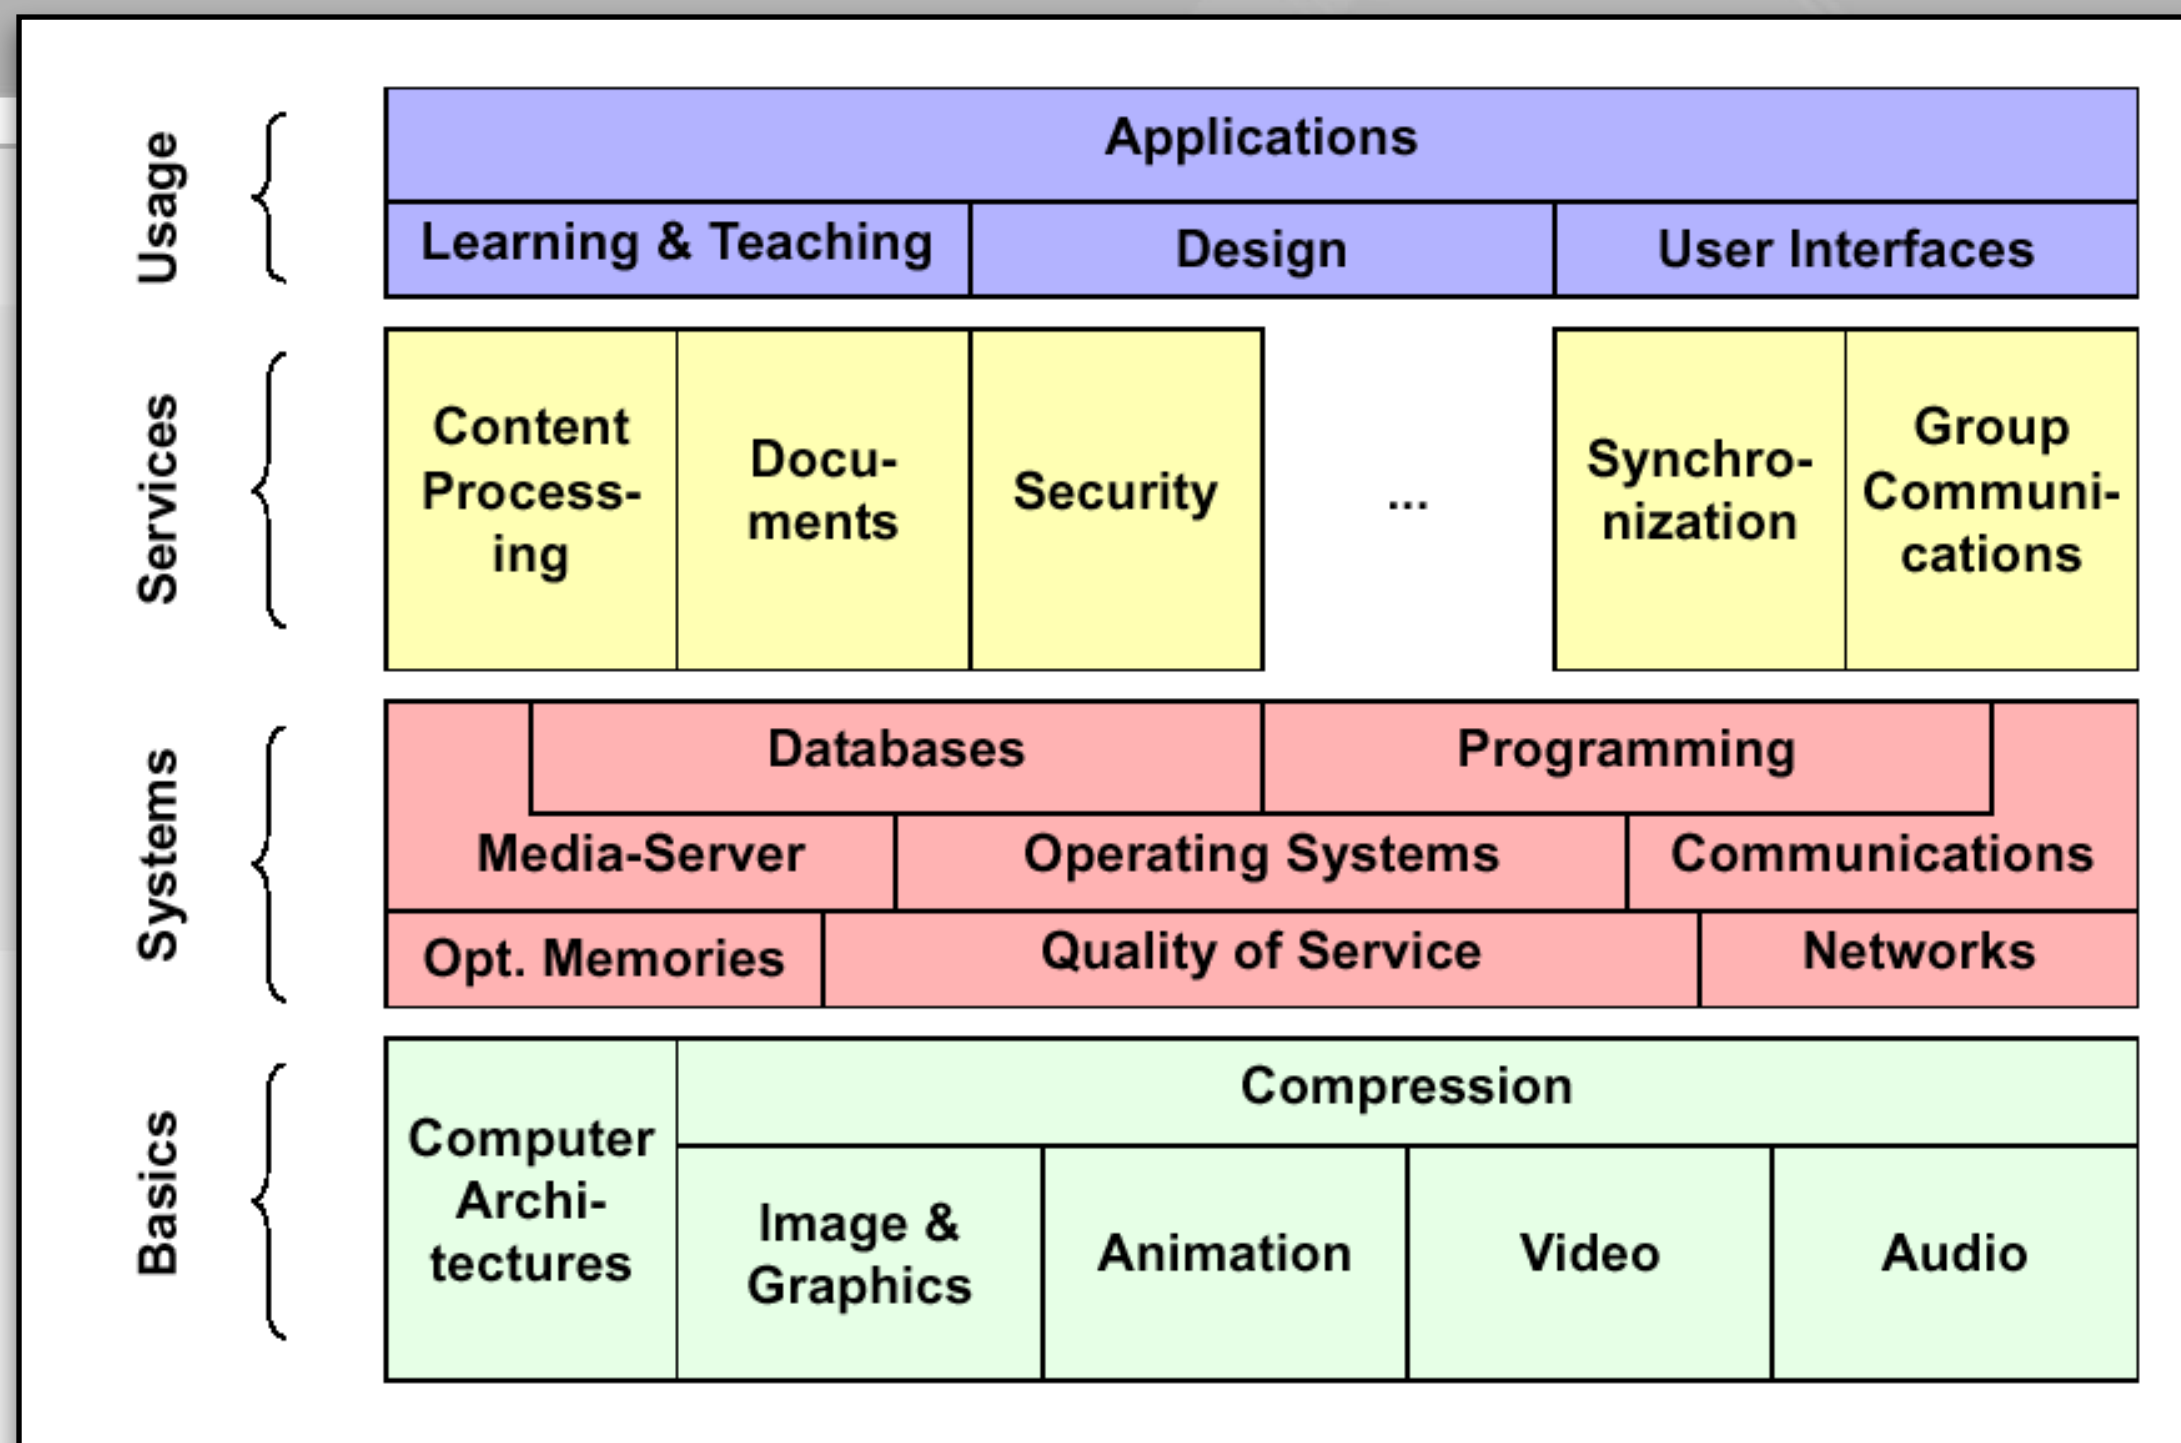 Usage
Applications
Learning & Teaching
Design
User Interfaces
Services
Content
Process-
ing
Docu-
ments
Security
...
Synchro-
nization
Group
Communi-
cations
Systems
Databases
Programming
Media-Server
Operating Systems
Communications
Opt. Memories
Quality of Service
Networks
Basics
Computer
Archi-
tectures
Compression
Image &
Graphics
Animation
Video
Audio